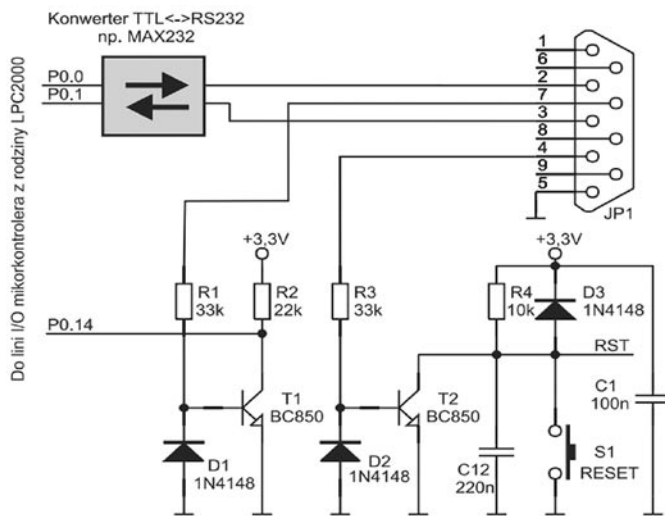 Konwerter TTL<->RS232
np. MAX232
P0.0
P0.1
Do lini I/O mikorkontrolera z rodziny LPC2000
1
6
2
7
3
8
4
9
5
JP1
+3,3V
+3,3V
R1
33k
R2
22k
R3
33k
R4
10k
D3
1N4148
P0.14
RST
T1
BC850
T2
BC850
C1
100n
D1
1N4148
D2
1N4148
C12
220n
S1
RESET